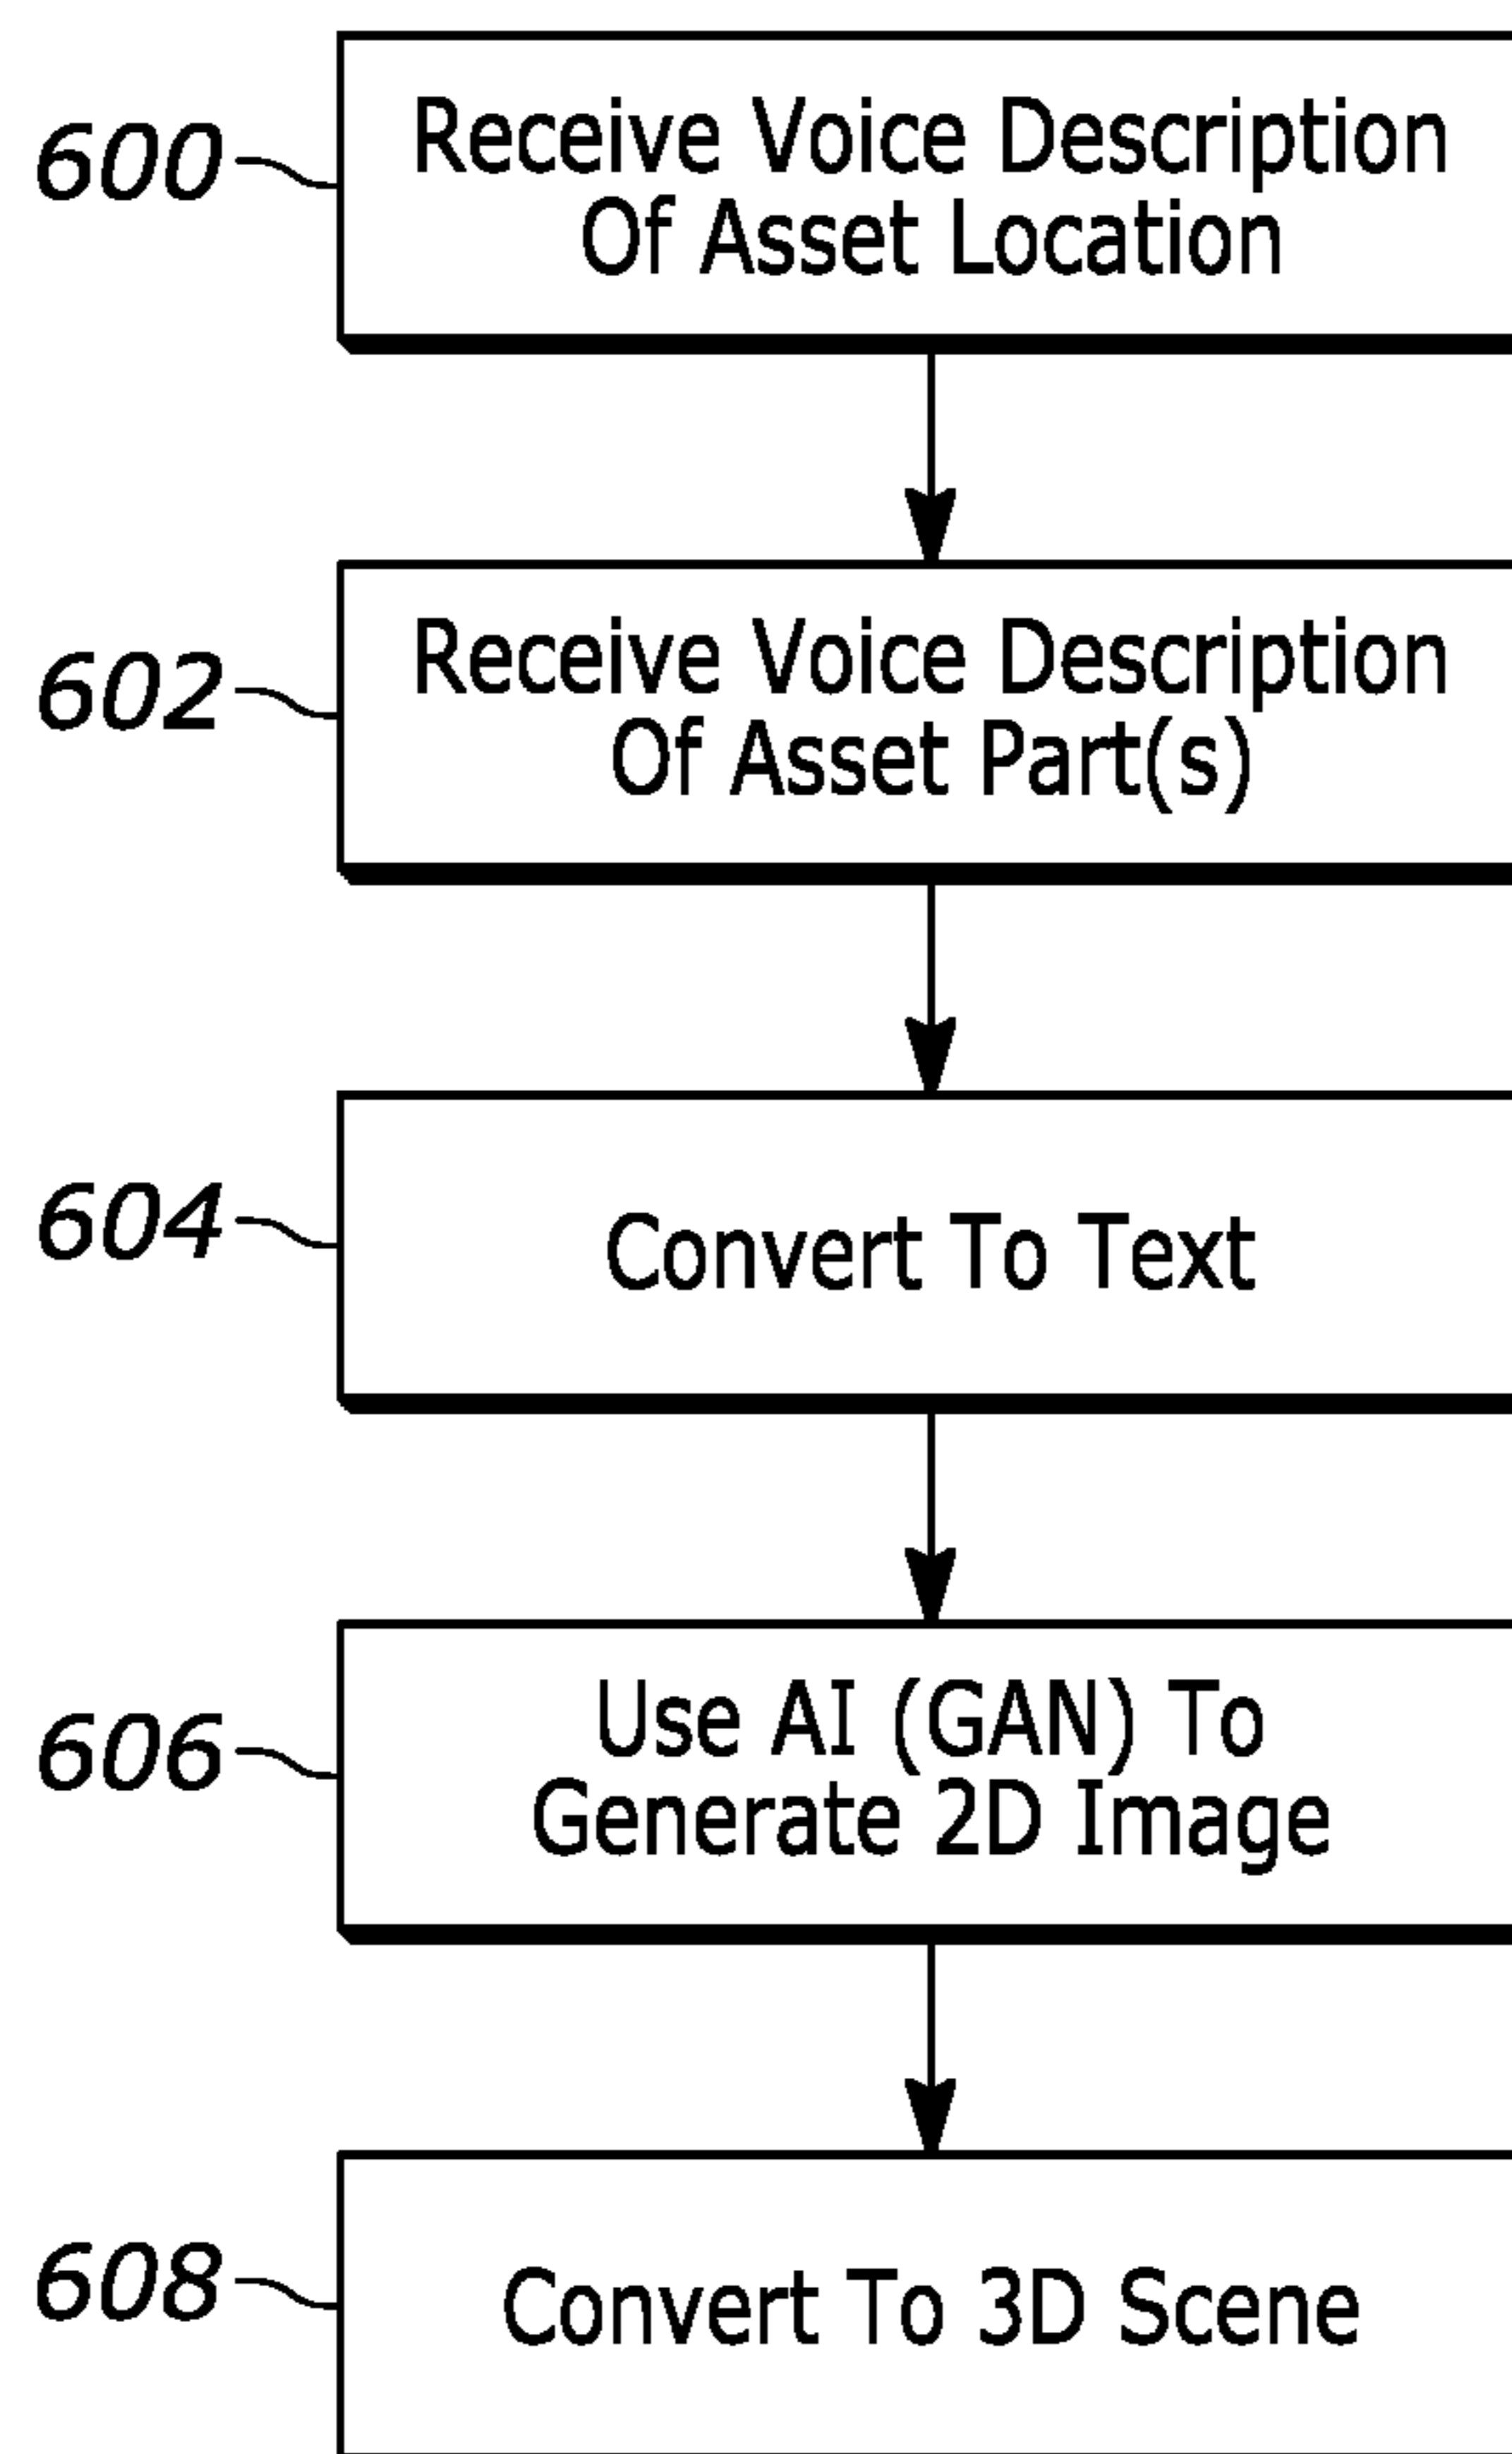 600
Receive Voice Description
Of Asset Location
602
Receive Voice Description
Of Asset Part(s)
604
Convert To Text
606
Use AI (GAN) To
Generate 2D Image
608
Convert To 3D Scene